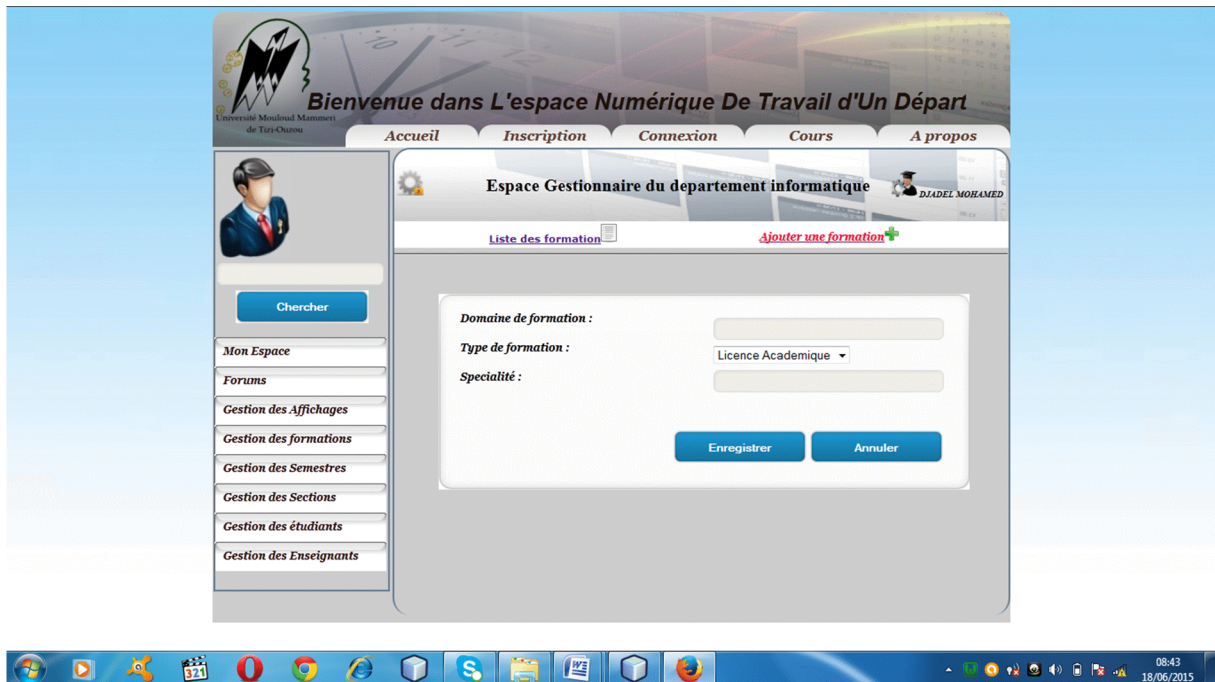 Bienvenue dans L'espace Numérique De Travail d'Un Départ
Université Mouloud Mammeri
de Tizi-Ouzou
Accueil Inscription Connexion Cours A propos
Espace Gestionnaire du departement informatique
DJADEL MOHAMED
Liste des formation
Ajouter une formation
Chercher
Mon Espace
Forums
Gestion des Affichages
Gestion des formations
Gestion des Semestres
Gestion des Sections
Gestion des étudiants
Gestion des Enseignants
Domaine de formation :
Type de formation : Licence Academique
Specialité :
Enregistrer Annuler
321
08:43
18/06/2015